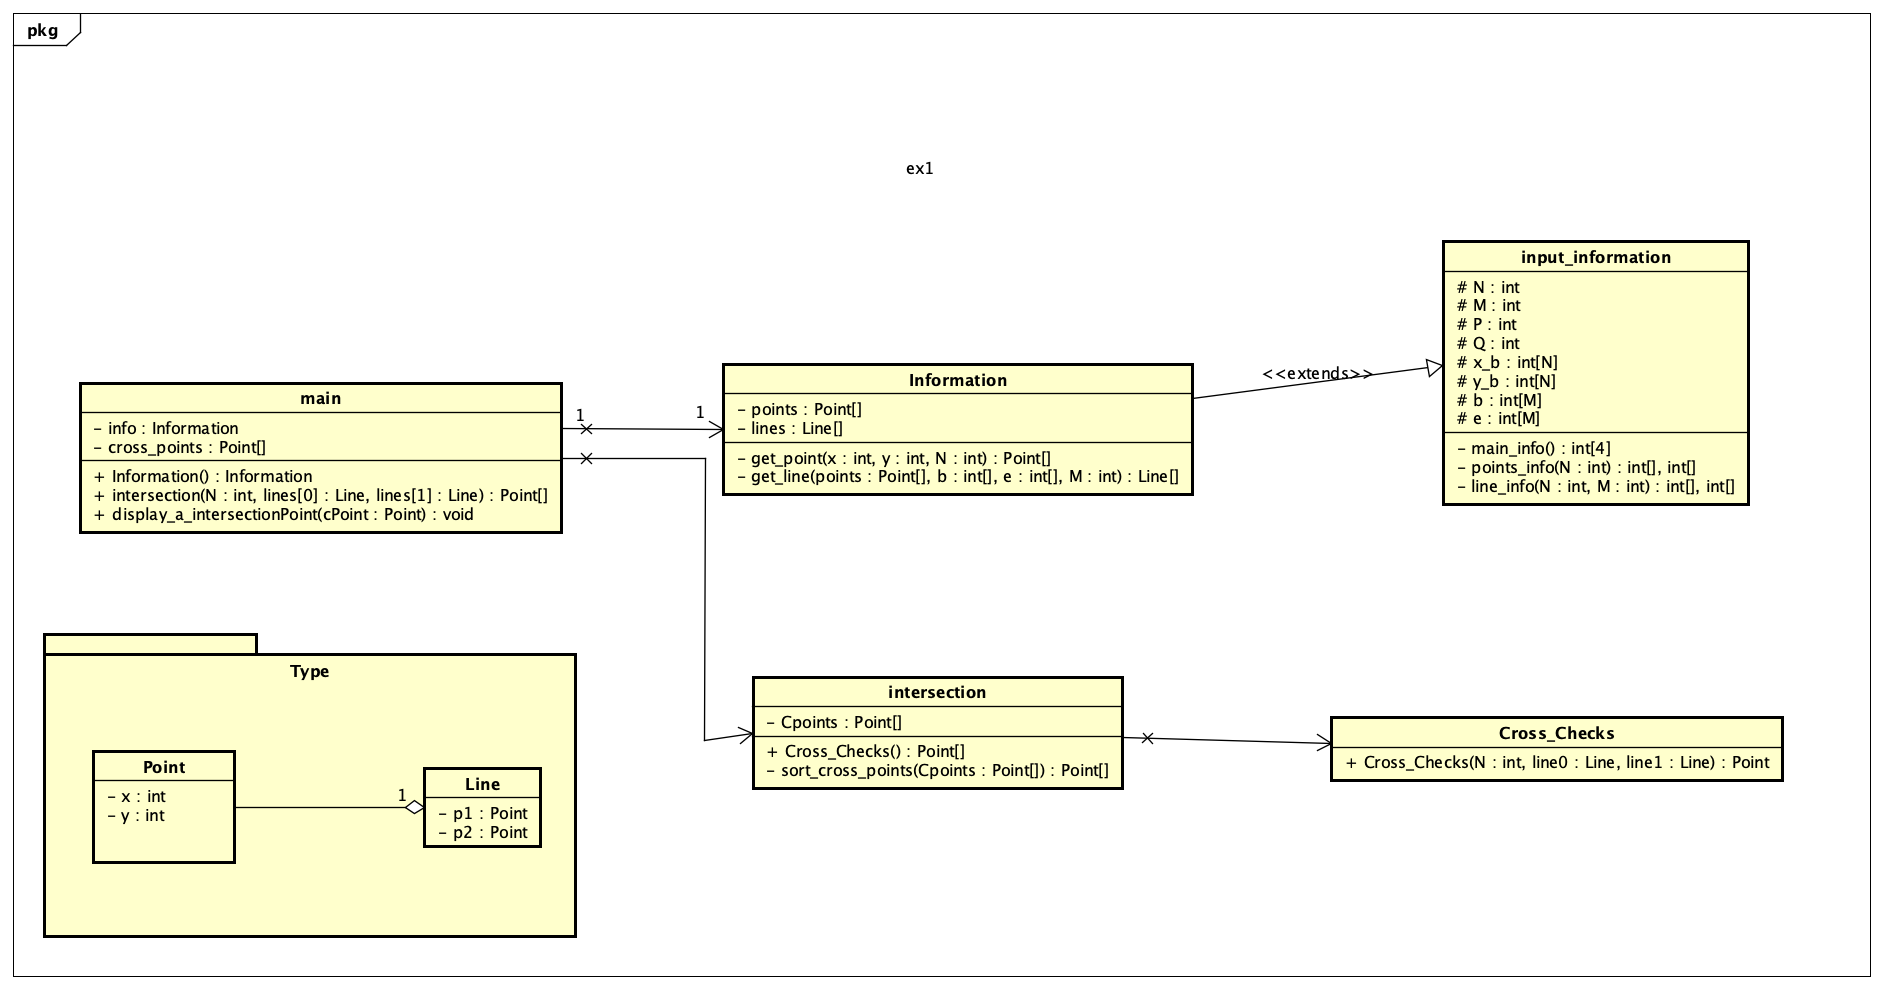 pkg
ex1
main
- info : Information
- cross_points : Point[]
+ Information() : Information
+ intersection(N : int, lines[0] : Line, lines[1] : Line) : Point[]
+ display_a_intersectionPoint(cPoint : Point) : void
1
1
Information
- points : Point[]
- lines : Line[]
- get_point(x : int, y : int, N : int) : Point[]
- get_line(points : Point[], b : int[], e : int[], M : int) : Line[]
<<extends>>
input_information
# N : int
# M : int
# P : int
# Q : int
# x_b : int[N]
# y_b : int[N]
# b : int[M]
# e : int[M]
- main_info() : int[4]
- points_info(N : int) : int[], int[]
- line_info(N : int, M : int) : int[], int[]
Type
Point
- x : int
- y : int
1
Line
- p1 : Point
- p2 : Point
intersection
- Cpoints : Point[]
+ Cross_Checks() : Point[]
- sort_cross_points(Cpoints : Point[]) : Point[]
Cross_Checks
+ Cross_Checks(N : int, line0 : Line, line1 : Line) : Point